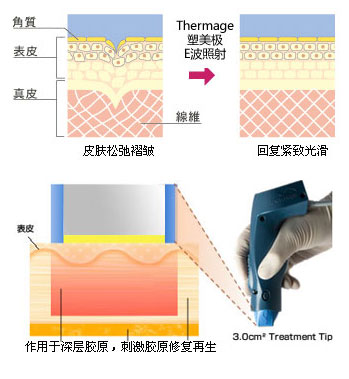 角質
表皮
真皮
線維
Thermage
塑美极
E波照射
皮肤松弛褶皱
回复紧致光滑
表皮
3.0cm² Treatment Tip
作用于深层胶原，刺激胶原修复再生